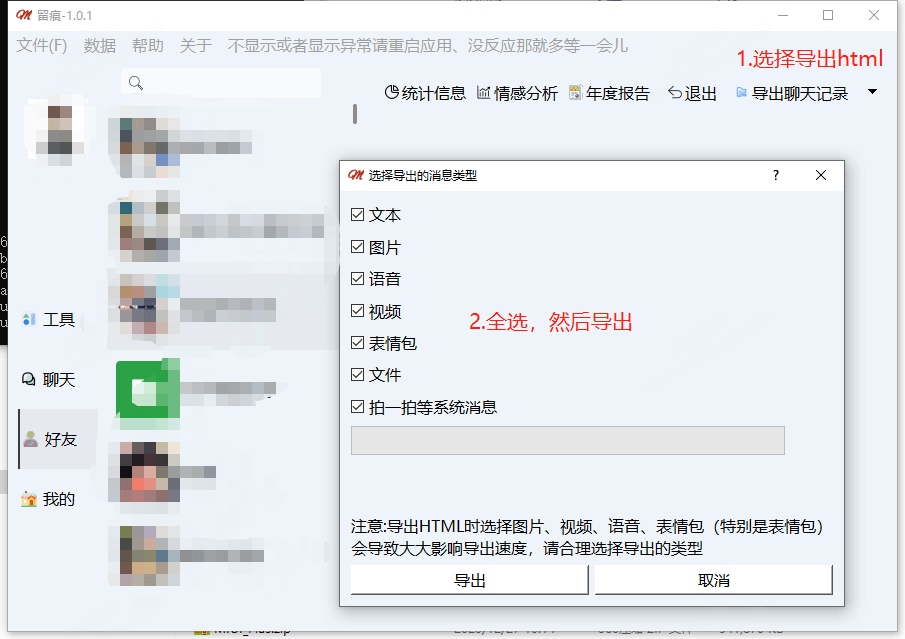 留痕-1.0.1
文件(F) 数据 帮助 关于 不显示或者显示异常请重启应用、没反应那就多等一会儿
1.选择导出html
统计信息 情感分析 年度报告 退出 导出聊天记录
选择导出的消息类型 ?
文本
图片
语音
视频
表情包
文件
拍一拍等系统消息
2.全选，然后导出
工具
聊天
好友
我的
注意:导出HTML时选择图片、视频、语音、表情包（特别是表情包）
会导致大大影响导出速度，请合理选择导出的类型
导出 取消